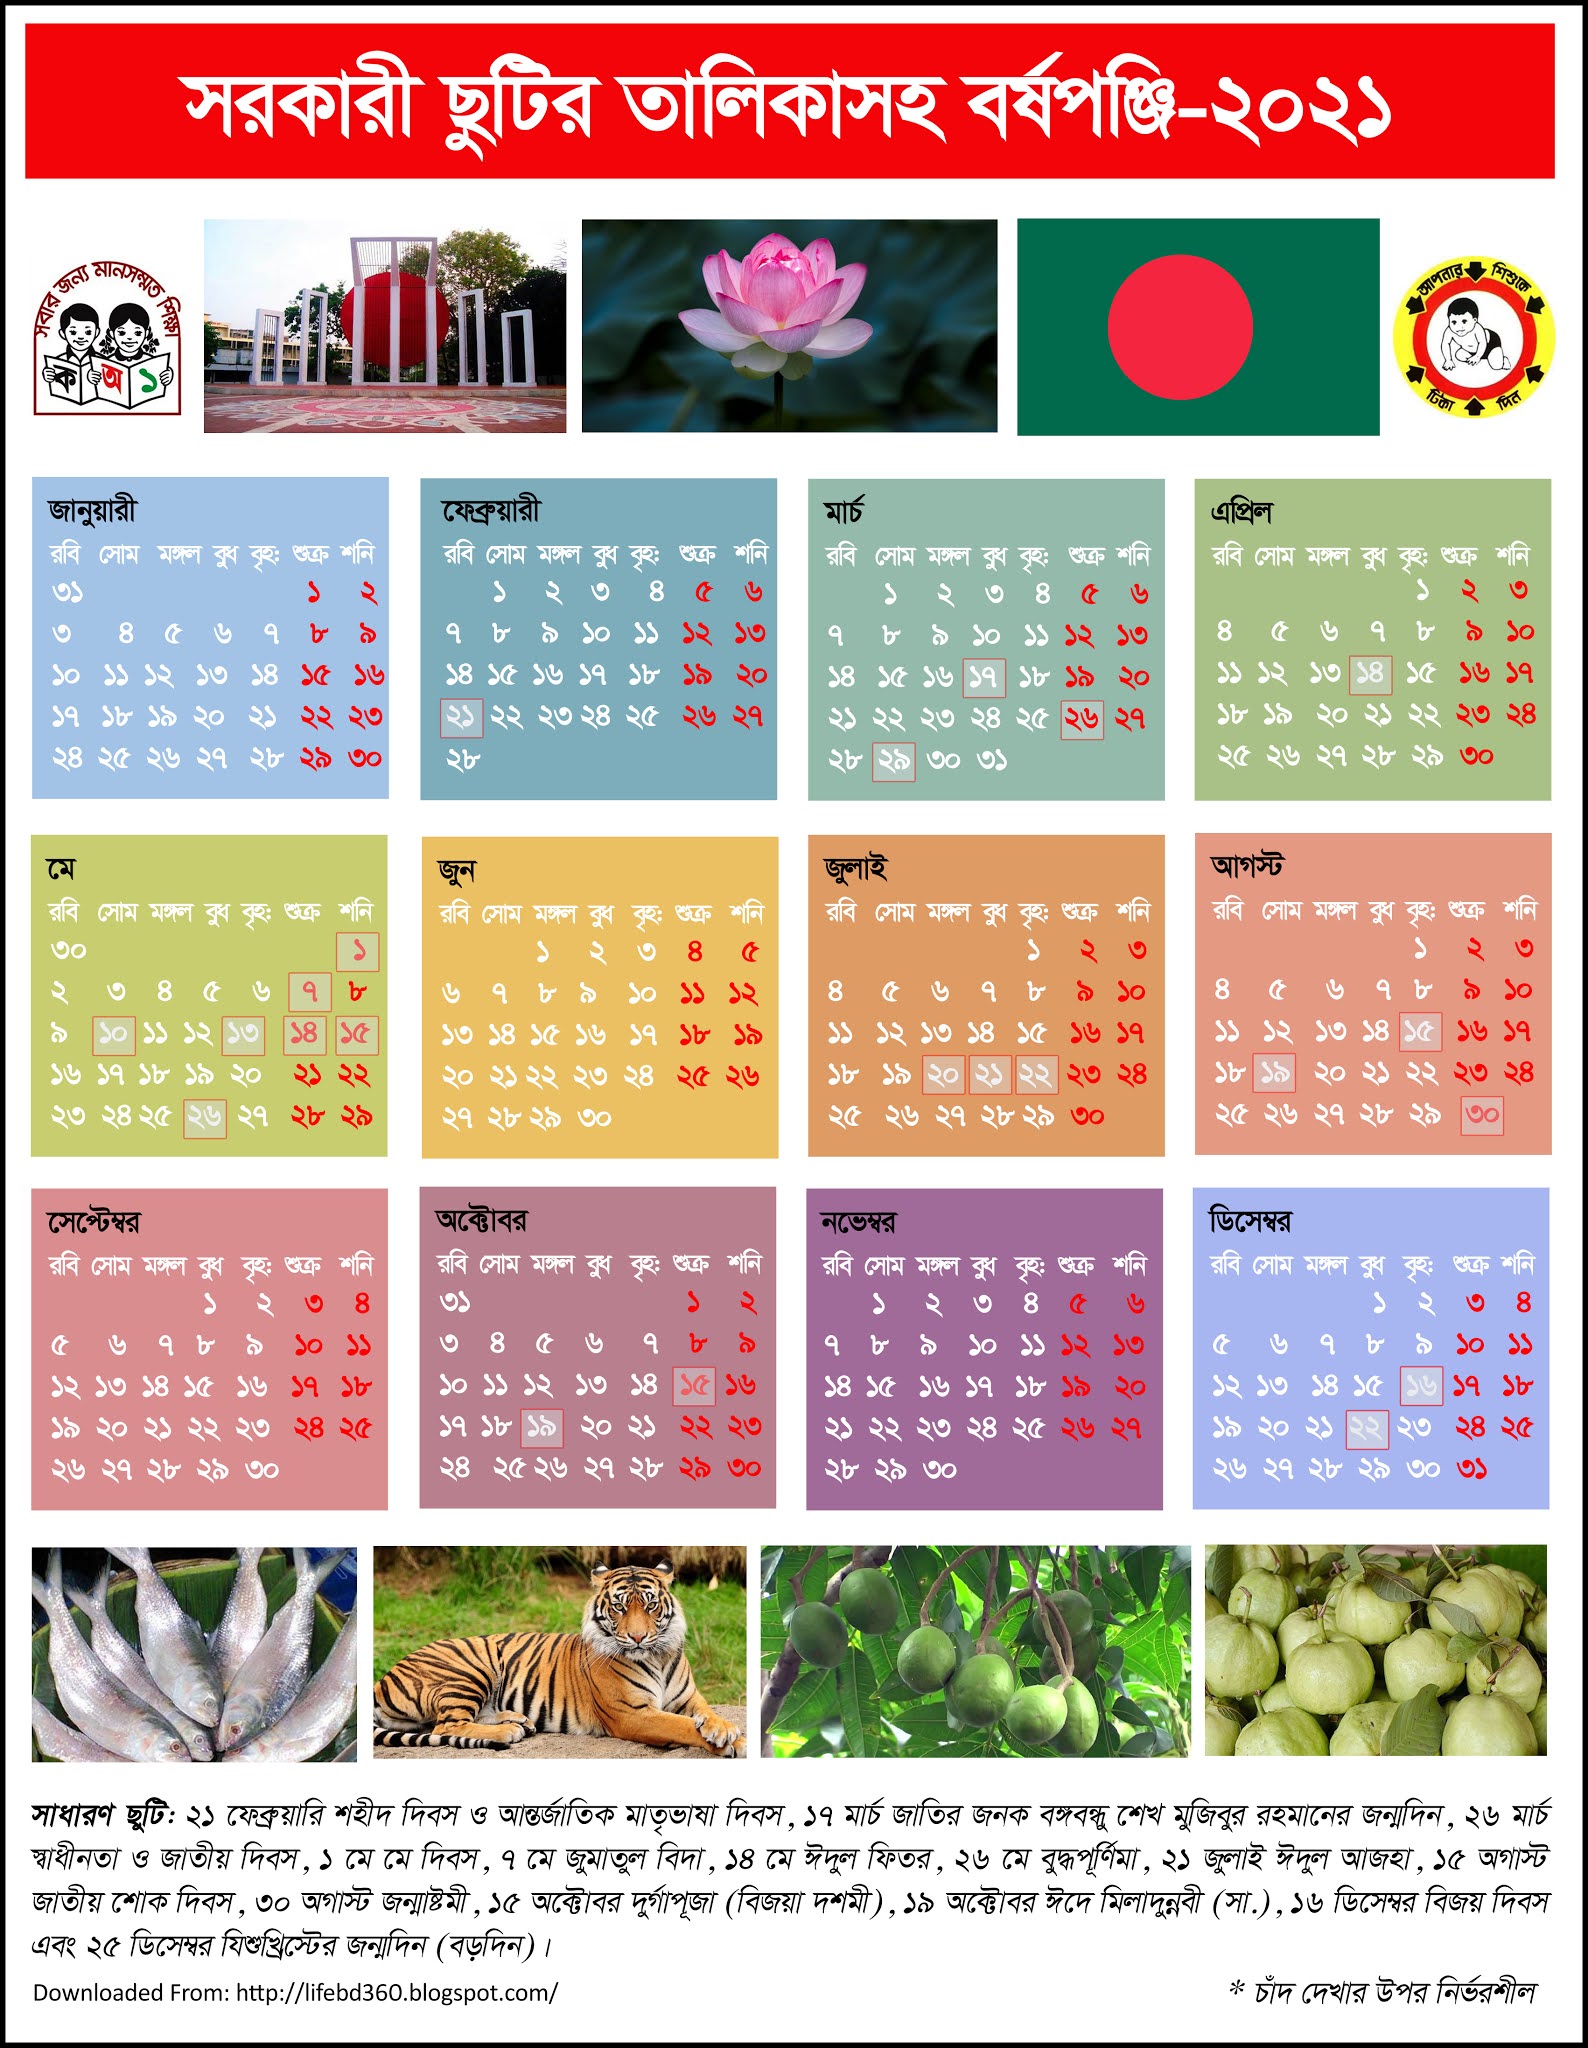 সরকারী ছুটির তালিকাসহ বর্ষপঞ্জি-২০২১
সবার জন্য মানসম্মত শিক্ষা
ক অ ১
আপনার শিশুকে
টিকা দিন
জানুয়ারী
রবি সোম মঙ্গল বুধ বৃহ: শুক্র শনি
৩১ ১ ২
৩ ৪ ৫ ৬ ৭ ৮ ৯
১০ ১১ ১২ ১৩ ১৪ ১৫ ১৬
১৭ ১৮ ১৯ ২০ ২১ ২২ ২৩
২৪ ২৫ ২৬ ২৭ ২৮ ২৯ ৩০
ফেব্রুয়ারী
রবি সোম মঙ্গল বুধ বৃহ: শুক্র শনি
১ ২ ৩ ৪ ৫ ৬
৭ ৮ ৯ ১০ ১১ ১২ ১৩
১৪ ১৫ ১৬ ১৭ ১৮ ১৯ ২০
২১ ২২ ২৩ ২৪ ২৫ ২৬ ২৭
২৮
মার্চ
রবি সোম মঙ্গল বুধ বৃহ: শুক্র শনি
১ ২ ৩ ৪ ৫ ৬
৭ ৮ ৯ ১০ ১১ ১২ ১৩
১৪ ১৫ ১৬ ১৭ ১৮ ১৯ ২০
২১ ২২ ২৩ ২৪ ২৫ ২৬ ২৭
২৮ ২৯ ৩০ ৩১
এপ্রিল
রবি সোম মঙ্গল বুধ বৃহ: শুক্র শনি
১ ২ ৩
৪ ৫ ৬ ৭ ৮ ৯ ১০
১১ ১২ ১৩ ১৪ ১৫ ১৬ ১৭
১৮ ১৯ ২০ ২১ ২২ ২৩ ২৪
২৫ ২৬ ২৭ ২৮ ২৯ ৩০
মে
রবি সোম মঙ্গল বুধ বৃহ: শুক্র শনি
৩০ ১
২ ৩ ৪ ৫ ৬ ৭ ৮
৯ ১০ ১১ ১২ ১৩ ১৪ ১৫
১৬ ১৭ ১৮ ১৯ ২০ ২১ ২২
২৩ ২৪ ২৫ ২৬ ২৭ ২৮ ২৯
জুন
রবি সোম মঙ্গল বুধ বৃহ: শুক্র শনি
১ ২ ৩ ৪ ৫
৬ ৭ ৮ ৯ ১০ ১১ ১২
১৩ ১৪ ১৫ ১৬ ১৭ ১৮ ১৯
২০ ২১ ২২ ২৩ ২৪ ২৫ ২৬
২৭ ২৮ ২৯ ৩০
জুলাই
রবি সোম মঙ্গল বুধ বৃহ: শুক্র শনি
১ ২ ৩
৪ ৫ ৬ ৭ ৮ ৯ ১০
১১ ১২ ১৩ ১৪ ১৫ ১৬ ১৭
১৮ ১৯ ২০ ২১ ২২ ২৩ ২৪
২৫ ২৬ ২৭ ২৮ ২৯ ৩০
আগস্ট
রবি সোম মঙ্গল বুধ বৃহ: শুক্র শনি
১ ২ ৩
৪ ৫ ৬ ৭ ৮ ৯ ১০
১১ ১২ ১৩ ১৪ ১৫ ১৬ ১৭
১৮ ১৯ ২০ ২১ ২২ ২৩ ২৪
২৫ ২৬ ২৭ ২৮ ২৯ ৩০
সেপ্টেম্বর
রবি সোম মঙ্গল বুধ বৃহ: শুক্র শনি
১ ২ ৩ ৪
৫ ৬ ৭ ৮ ৯ ১০ ১১
১২ ১৩ ১৪ ১৫ ১৬ ১৭ ১৮
১৯ ২০ ২১ ২২ ২৩ ২৪ ২৫
২৬ ২৭ ২৮ ২৯ ৩০
অক্টোবর
রবি সোম মঙ্গল বুধ বৃহ: শুক্র শনি
৩১ ১ ২
৩ ৪ ৫ ৬ ৭ ৮ ৯
১০ ১১ ১২ ১৩ ১৪ ১৫ ১৬
১৭ ১৮ ১৯ ২০ ২১ ২২ ২৩
২৪ ২৫ ২৬ ২৭ ২৮ ২৯ ৩০
নভেম্বর
রবি সোম মঙ্গল বুধ বৃহ: শুক্র শনি
১ ২ ৩ ৪ ৫ ৬
৭ ৮ ৯ ১০ ১১ ১২ ১৩
১৪ ১৫ ১৬ ১৭ ১৮ ১৯ ২০
২১ ২২ ২৩ ২৪ ২৫ ২৬ ২৭
২৮ ২৯ ৩০
ডিসেম্বর
রবি সোম মঙ্গল বুধ বৃহ: শুক্র শনি
১ ২ ৩ ৪
৫ ৬ ৭ ৮ ৯ ১০ ১১
১২ ১৩ ১৪ ১৫ ১৬ ১৭ ১৮
১৯ ২০ ২১ ২২ ২৩ ২৪ ২৫
২৬ ২৭ ২৮ ২৯ ৩০ ৩১
সাধারণ ছুটি: ২১ ফেব্রুয়ারি শহীদ দিবস ও আন্তর্জাতিক মাতৃভাষা দিবস, ১৭ মার্চ জাতির জনক বঙ্গবন্ধু শেখ মুজিবুর রহমানের জন্মদিন, ২৬ মার্চ
স্বাধীনতা ও জাতীয় দিবস, ১ মে মে দিবস, ৭ মে জুমাতুল বিদা, ১৪ মে ঈদুল ফিতর, ২৬ মে বুদ্ধপূর্ণিমা, ২১ জুলাই ঈদুল আজহা, ১৫ অগাস্ট
জাতীয় শোক দিবস, ৩০ অগাস্ট জন্মাষ্টমী, ১৫ অক্টোবর দুর্গাপূজা (বিজয়া দশমী), ১৯ অক্টোবর ঈদে মিলাদুন্নবী (সা.), ১৬ ডিসেম্বর বিজয় দিবস
এবং ২৫ ডিসেম্বর যিশুখ্রিস্টের জন্মদিন (বড়দিন)।
Downloaded From: http://lifebd360.blogspot.com/
* চাঁদ দেখার উপর নির্ভরশীল